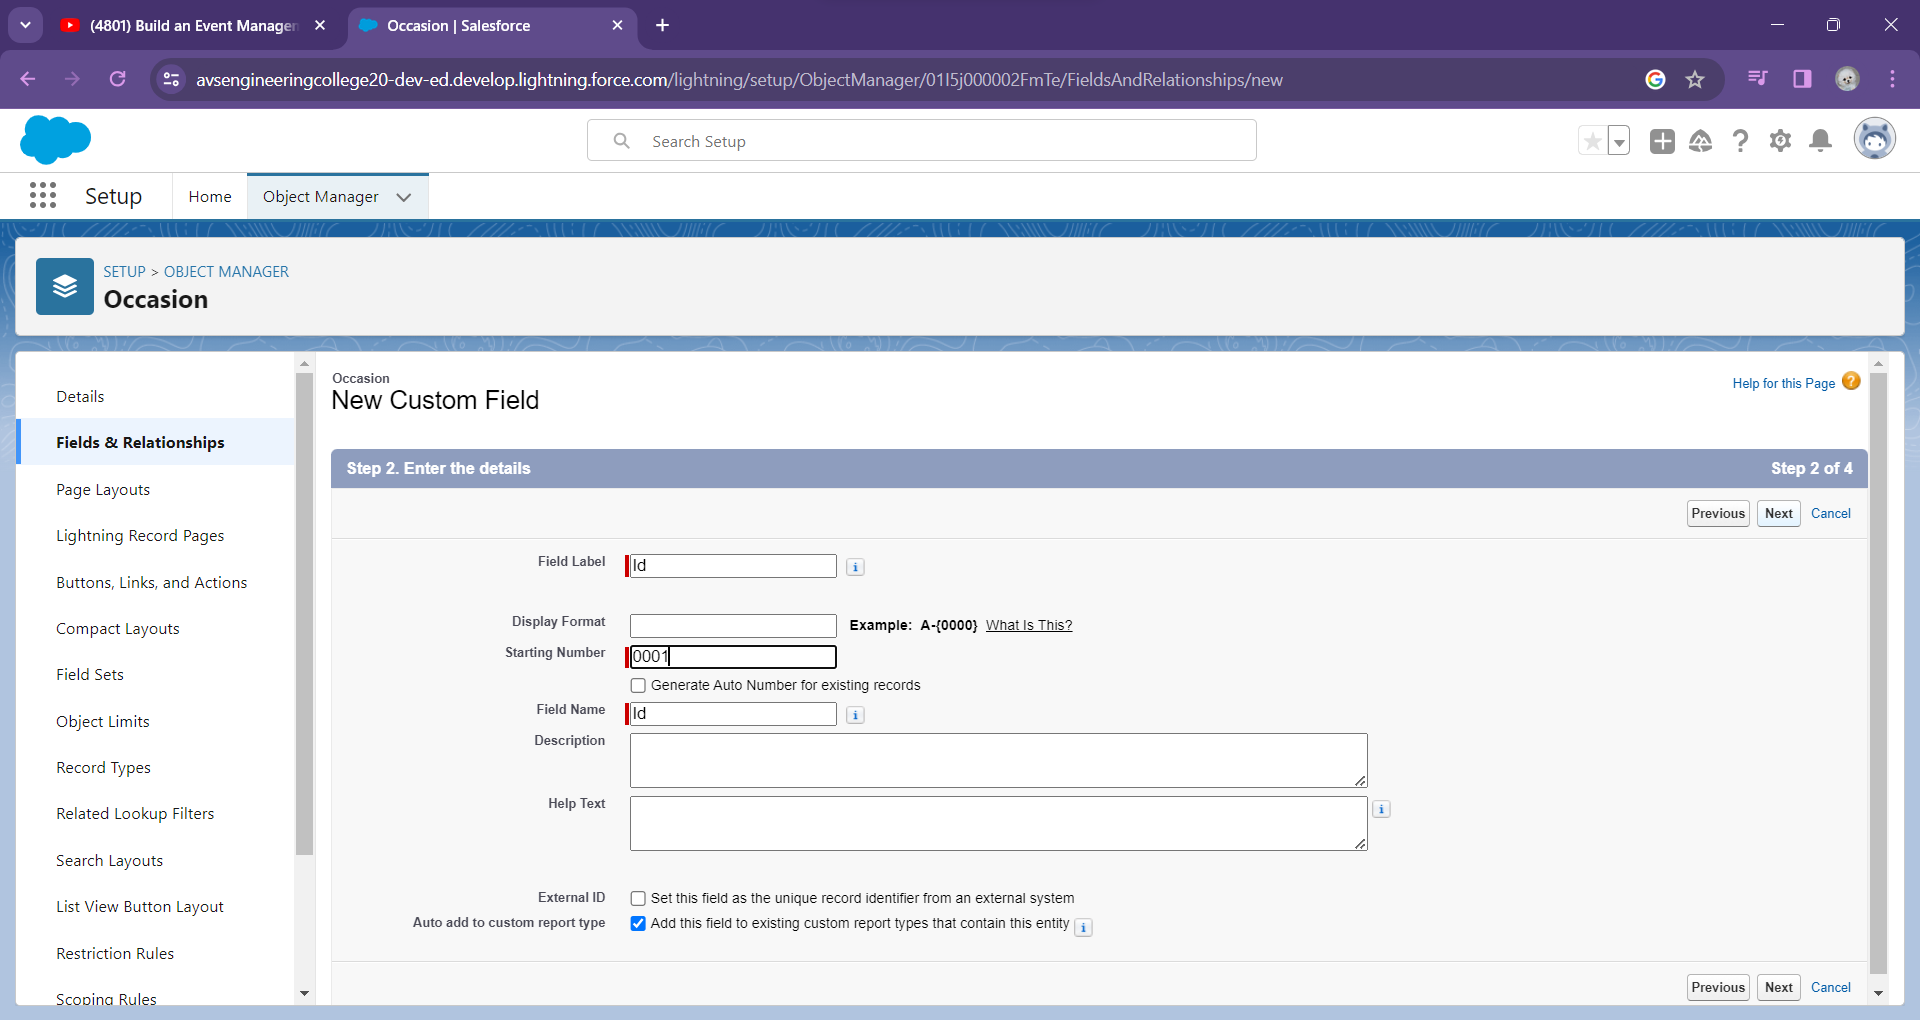 (4801) Build an Event Manager
Occasion | Salesforce
avsengineeringcollege20-dev-ed.develop.lightning.force.com/lightning/setup/ObjectManager/01I5j000002FmTe/FieldsAndRelationships/new
Search Setup
Setup
Home
Object Manager
SETUP > OBJECT MANAGER
Occasion
Details
Fields & Relationships
Page Layouts
Lightning Record Pages
Buttons, Links, and Actions
Compact Layouts
Field Sets
Object Limits
Record Types
Related Lookup Filters
Search Layouts
List View Button Layout
Restriction Rules
Scoping Rules
Occasion
New Custom Field
Help for this Page
Step 2. Enter the details
Step 2 of 4
Previous Next Cancel
Field Label Id
Display Format Example: A-{0000} What Is This?
Starting Number 0001
Generate Auto Number for existing records
Field Name Id
Description
Help Text
External ID Set this field as the unique record identifier from an external system
Auto add to custom report type Add this field to existing custom report types that contain this entity
Previous Next Cancel